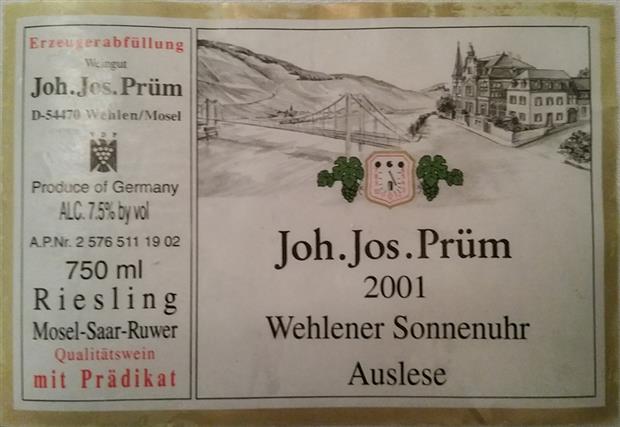 Erzeugerabfüllung
Weingut
Joh.Jos.Prüm
D-54470 Wehlen/Mosel
VDP
Produce of Germany
ALC. 7.5% by vol
A.P.Nr. 2 576 511 19 02
750 ml
Riesling
Mosel-Saar-Ruwer
Qualitätswein
mit Prädikat
Joh.Jos.Prüm
2001
Wehlener Sonnenuhr
Auslese